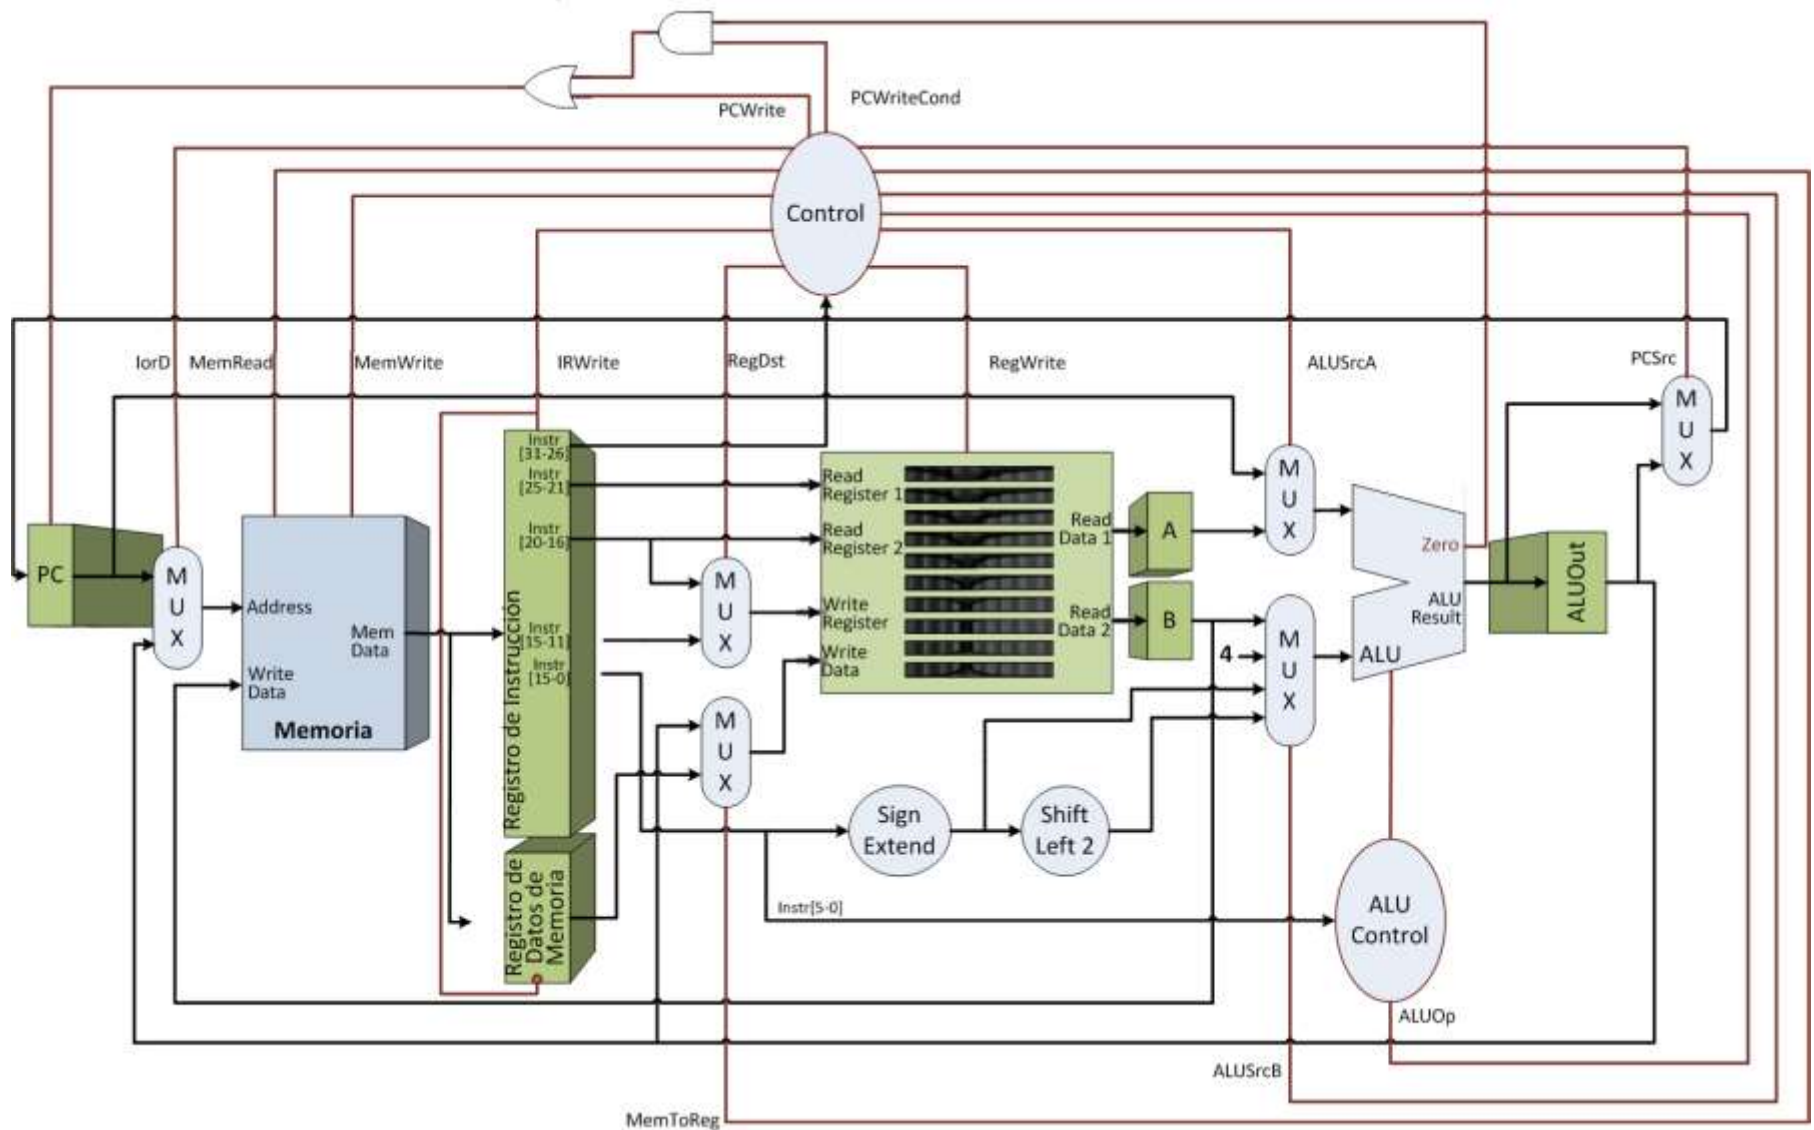 PCWrite
PCWriteCond
Control
IorD
MemRead
MemWrite
IRWrite
RegDst
RegWrite
ALUSrcA
PCSrc
PC
M
U
X
Address
Write
Data
Mem
Data
Memoria
Instr
[31-26]
Instr
[25-21]
Instr
[20-16]
Instr
[15-11]
Instr
[15-0]
Registro de Instrucción
Registro de
Datos de
Memoria
M
U
X
M
U
X
Read
Register 1
Read
Register 2
Write
Register
Write
Data
Read
Data 1
Read
Data 2
A
B
4
M
U
X
M
U
X
Zero
ALU
Result
ALU
ALUOut
M
U
X
Sign
Extend
Shift
Left 2
Instr[5-0]
ALU
Control
ALUOp
ALUSrcB
MemToReg